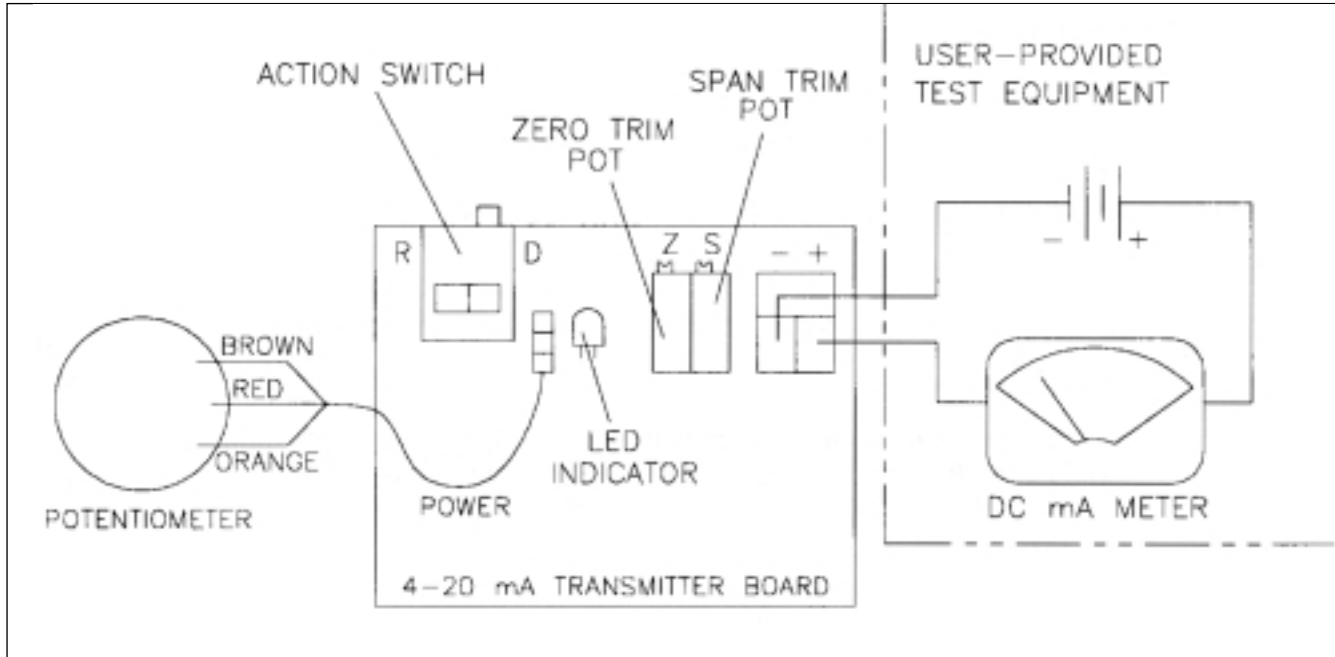 ACTION SWITCH
SPAN TRIM
POT
ZERO TRIM
POT
USER-PROVIDED
TEST EQUIPMENT
- +
R D
Z S
- +
BROWN
RED
ORANGE
POTENTIOMETER
LED
INDICATOR
POWER
DC mA METER
4-20 mA TRANSMITTER BOARD